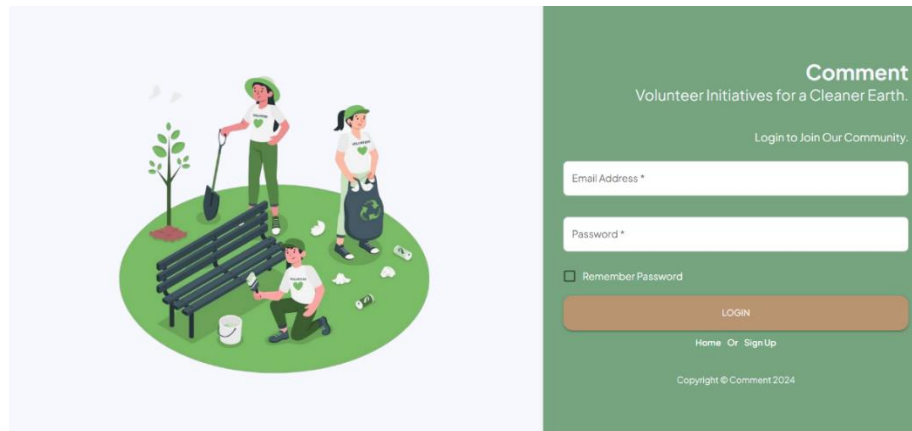 Comment
Volunteer Initiatives for a Cleaner Earth.
Login to Join Our Community.
Email Address *
Password *
Remember Password
LOGIN
Home Or Sign Up
Copyright © Comment 2024